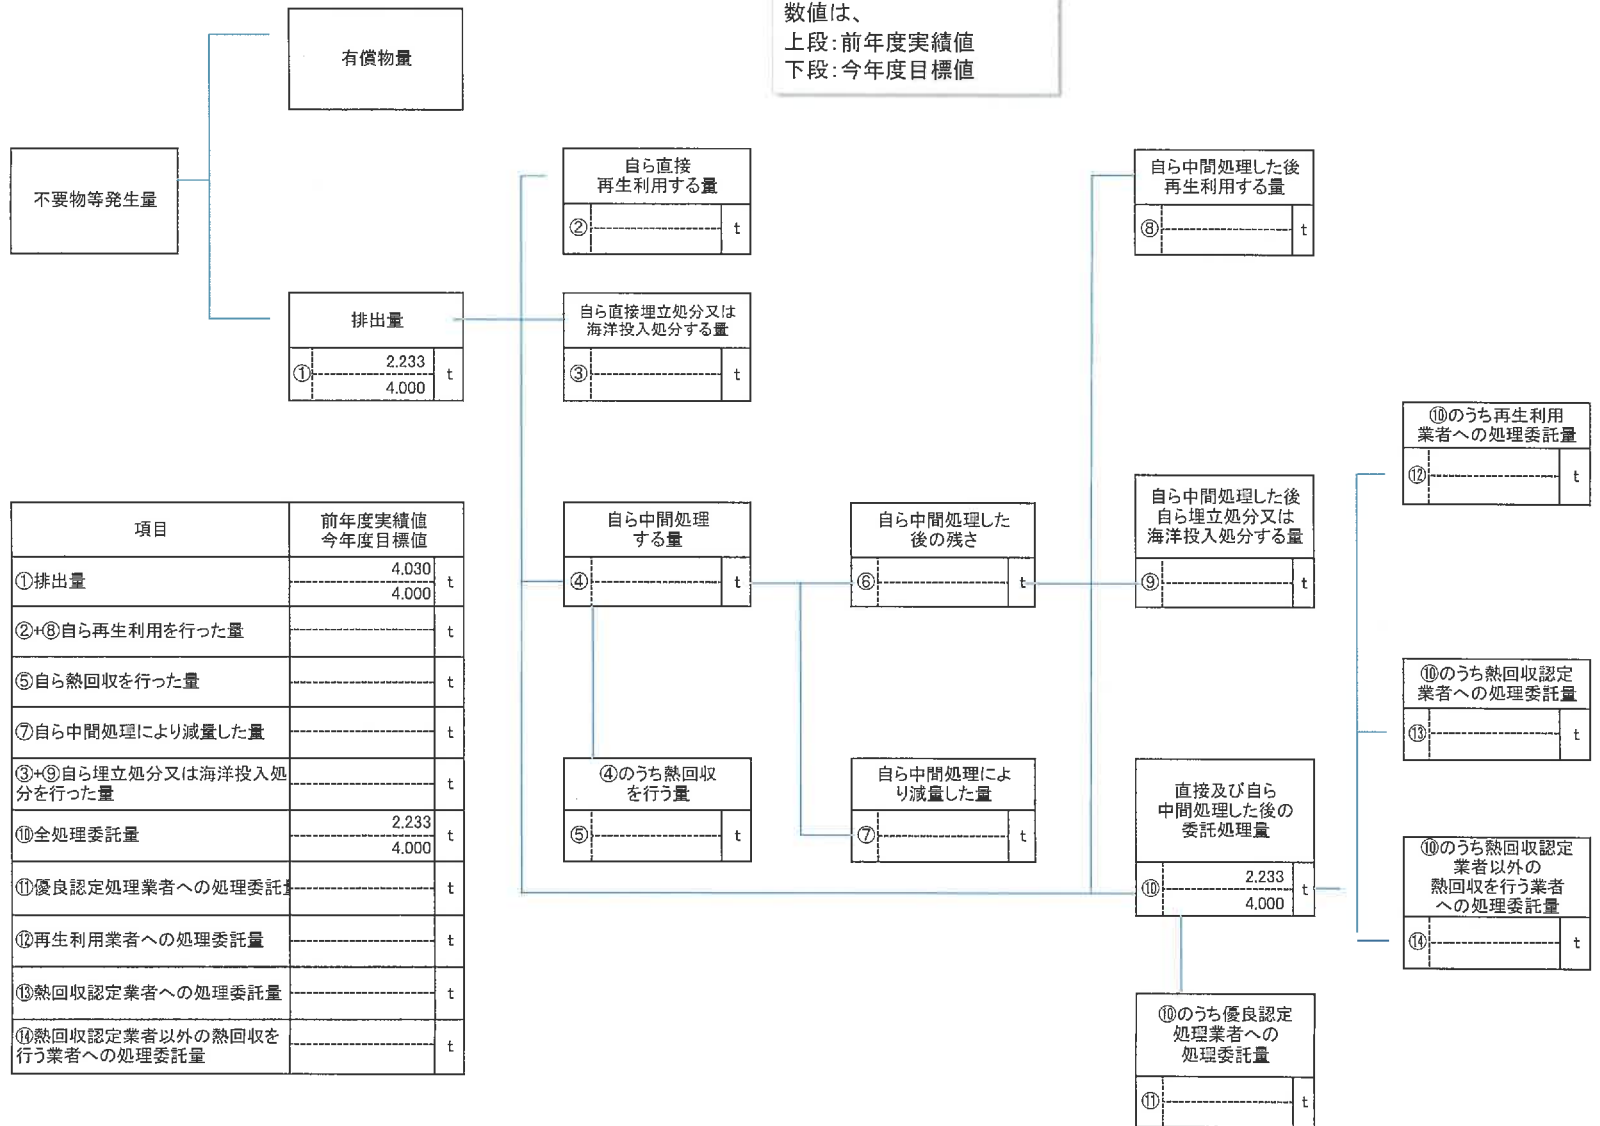 数値は、
上段：前年度実績値
下段：今年度目標値
有償物量
不要物等発生量
排出量
① 2.233 t
4.000
自ら直接
再生利用する量
② t
自ら直接埋立処分又は
海洋投入処分する量
③ t
自ら中間処理した後
再生利用する量
⑧ t
自ら中間処理
する量
④ t
自ら中間処理した
後の残さ
⑥ t
自ら中間処理した後
自ら埋立処分又は
海洋投入処分する量
⑨ t
⑩のうち再生利用
業者への処理委託量
⑫ t
⑩のうち熱回収認定
業者への処理委託量
⑬ t
④のうち熱回収
を行う量
⑤ t
自ら中間処理によ
り減量した量
⑦ t
直接及び自ら
中間処理した後の
委託処理量
⑩ 2.233 t
4.000
⑩のうち熱回収認定
業者以外の
熱回収を行う業者
への処理委託量
⑭ t
⑩のうち優良認定
処理業者への
処理委託量
⑪ t
項目 前年度実績値
今年度目標値
①排出量 4.030 t
4.000
②+⑧自ら再生利用を行った量 t
⑤自ら熱回収を行った量 t
⑦自ら中間処理により減量した量 t
③+⑨自ら埋立処分又は海洋投入処
分を行った量 t
⑩全処理委託量 2.233 t
4.000
⑪優良認定処理業者への処理委託 t
⑫再生利用業者への処理委託量 t
⑬熱回収認定業者への処理委託量 t
⑭熱回収認定業者以外の熱回収を
行う業者への処理委託量 t